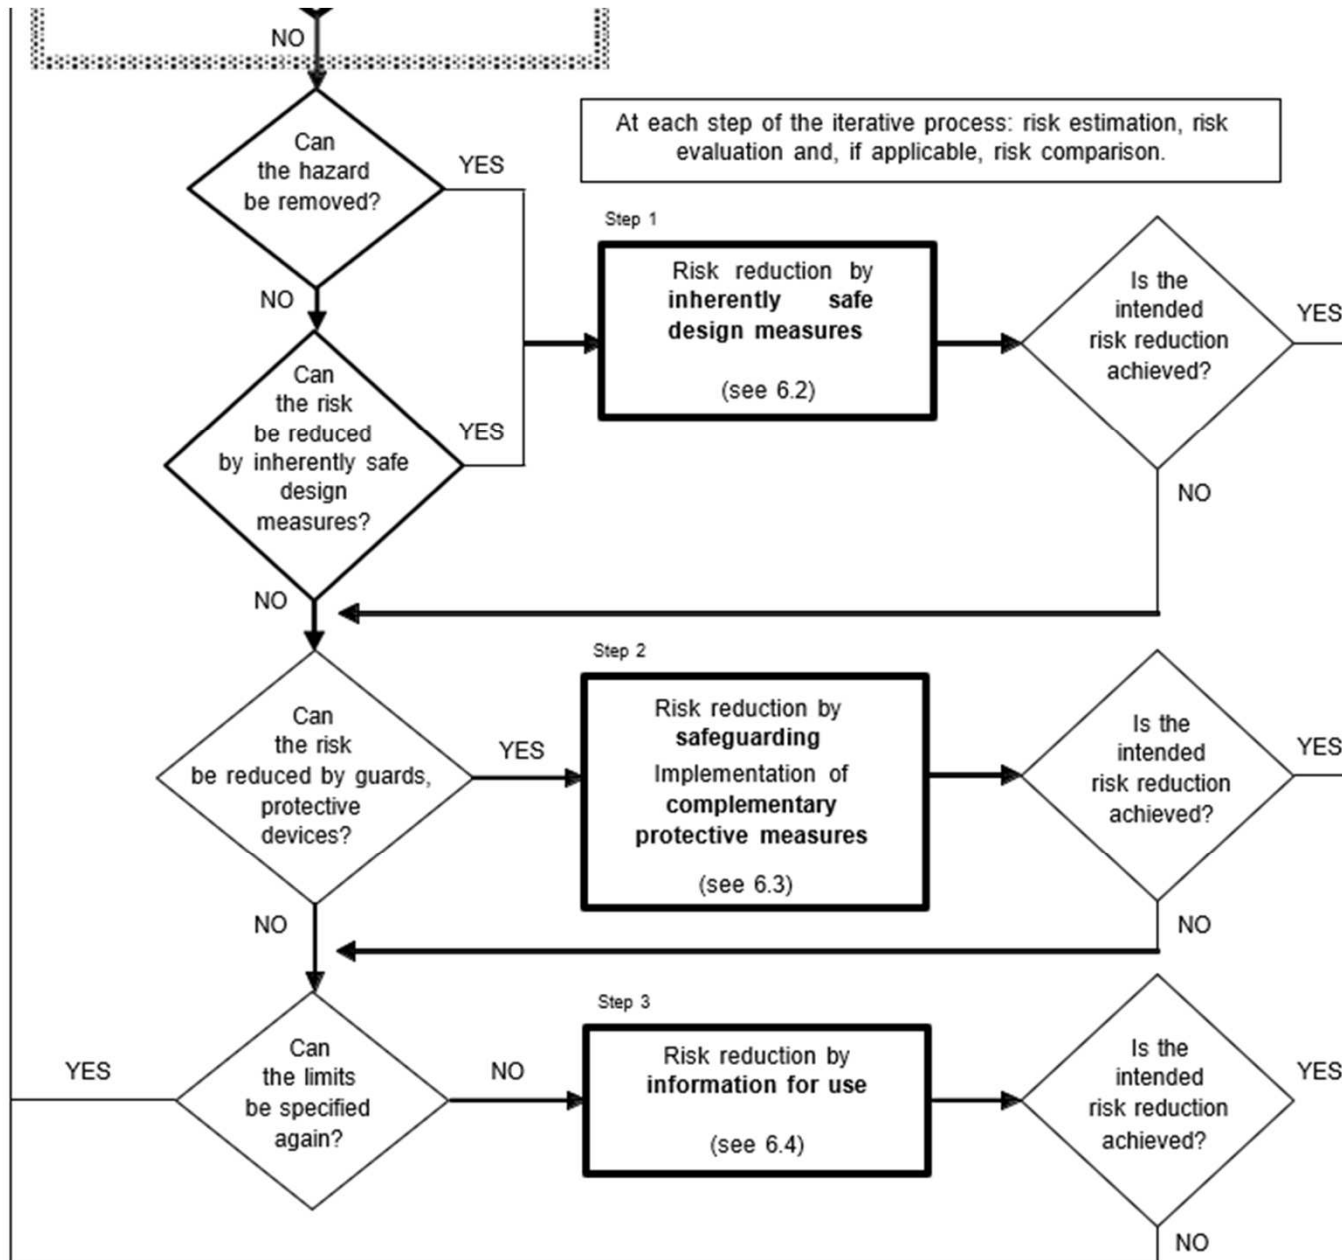 NO
At each step of the iterative process: risk estimation, risk
evaluation and, if applicable, risk comparison.
Can
the hazard
be removed?
YES
NO
Step 1
Risk reduction by
inherently safe
design measures
(see 6.2)
Is the
intended
risk reduction
achieved?
YES
NO
Can
the risk
be reduced
by inherently safe
design
measures?
YES
NO
Step 2
Can
the risk
be reduced by guards,
protective
devices?
YES
NO
Risk reduction by
safeguarding
Implementation of
complementary
protective measures
(see 6.3)
Is the
intended
risk reduction
achieved?
YES
NO
Step 3
Can
the limits
be specified
again?
YES
NO
Risk reduction by
information for use
(see 6.4)
Is the
intended
risk reduction
achieved?
YES
NO